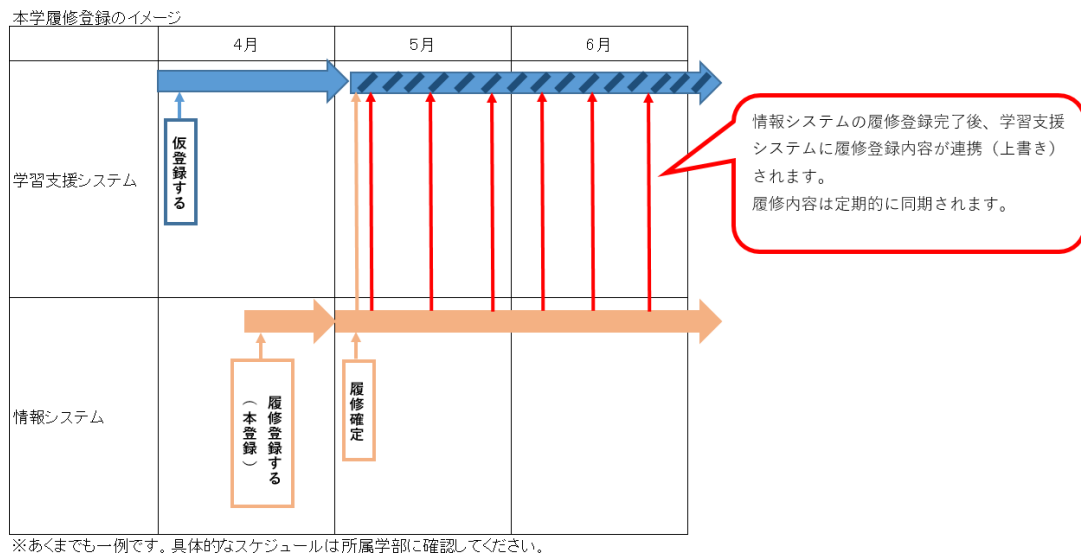 本学履修登録のイメージ
4月
5月
6月
学習支援システム
仮登録する
情報システムの履修登録完了後、学習支援
システムに履修登録内容が連携（上書き）
されます。
履修内容は定期的に同期されます。
情報システム
履修登録する
（本登録）
履修確定
※あくまでも一例です。具体的なスケジュールは所属学部に確認してください。